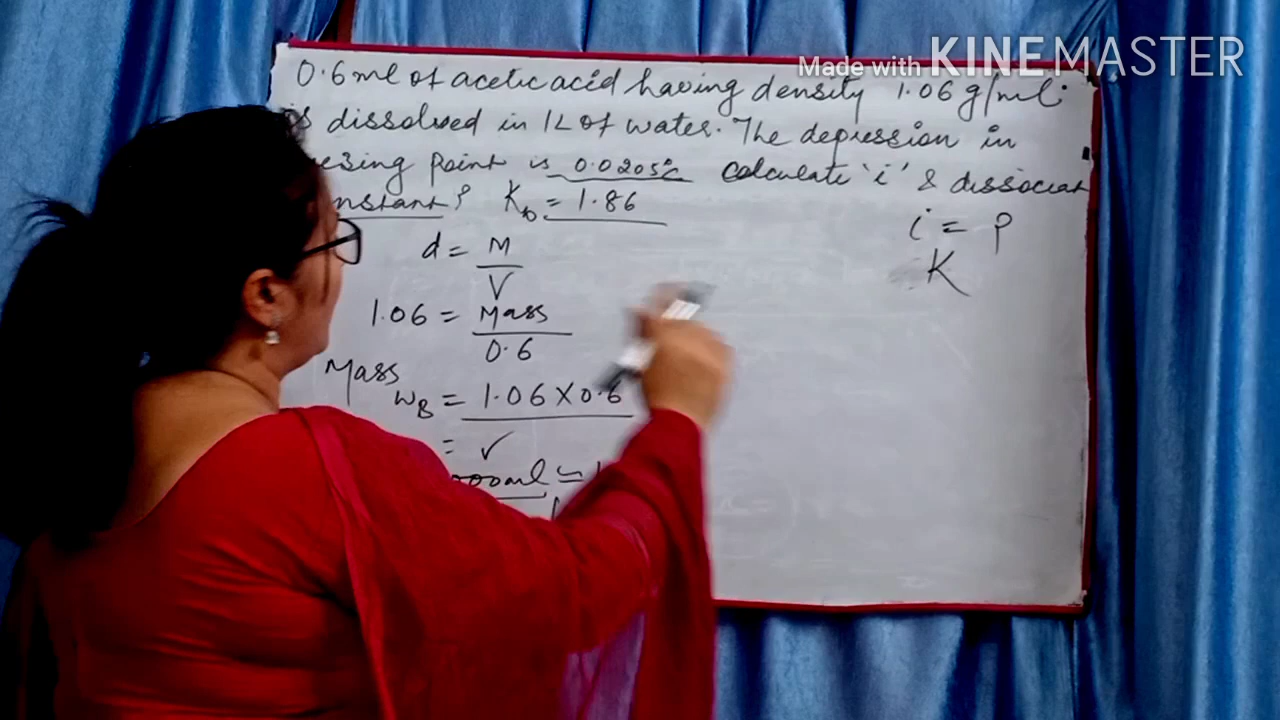 Made with KINEMASTER
0.6 ml of acetic acid having density 1.06 g/ml.
is dissolved in 1L of water. The depression in
point is 0.0205°C calculate 'i' & dissociat
? = 1.86
i = ?
K
d = M
V
1.06 = Mass
0.6
Mass
WB = 1.06 X 0.6
= ✓